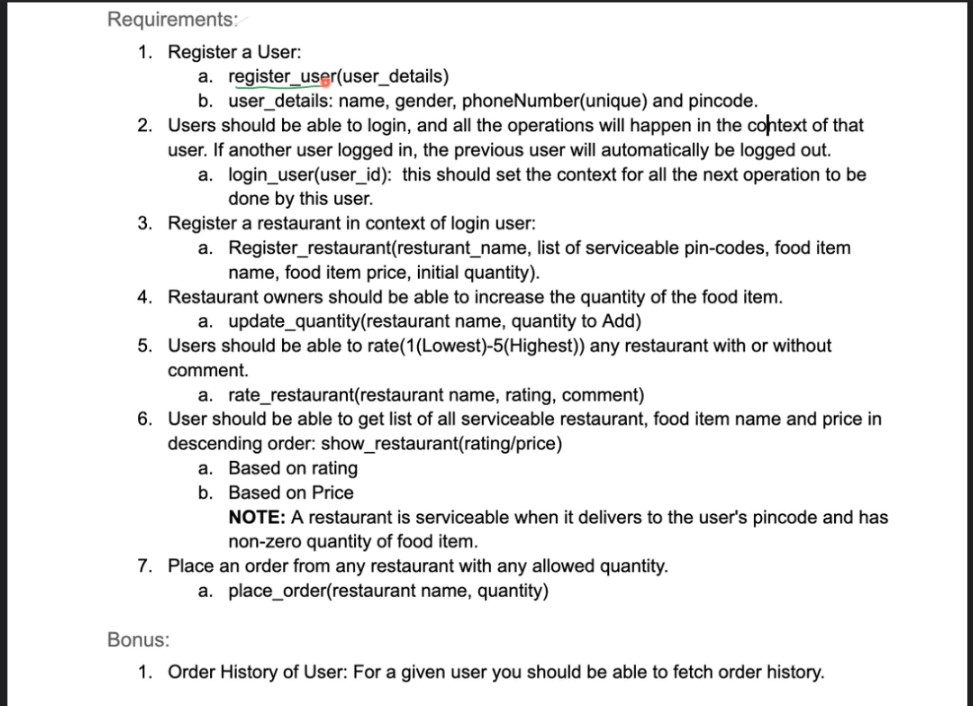 Requirements:
1. Register a User:
a. register_user(user_details)
b. user_details: name, gender, phoneNumber(unique) and pincode.
2. Users should be able to login, and all the operations will happen in the context of that
user. If another user logged in, the previous user will automatically be logged out.
a. login_user(user_id): this should set the context for all the next operation to be
done by this user.
3. Register a restaurant in context of login user:
a. Register_restaurant(resturant_name, list of serviceable pin-codes, food item
name, food item price, initial quantity).
4. Restaurant owners should be able to increase the quantity of the food item.
a. update_quantity(restaurant name, quantity to Add)
5. Users should be able to rate(1(Lowest)-5(Highest)) any restaurant with or without
comment.
a. rate_restaurant(restaurant name, rating, comment)
6. User should be able to get list of all serviceable restaurant, food item name and price in
descending order: show_restaurant(rating/price)
a. Based on rating
b. Based on Price
NOTE: A restaurant is serviceable when it delivers to the user's pincode and has
non-zero quantity of food item.
7. Place an order from any restaurant with any allowed quantity.
a. place_order(restaurant name, quantity)
Bonus:
1. Order History of User: For a given user you should be able to fetch order history.